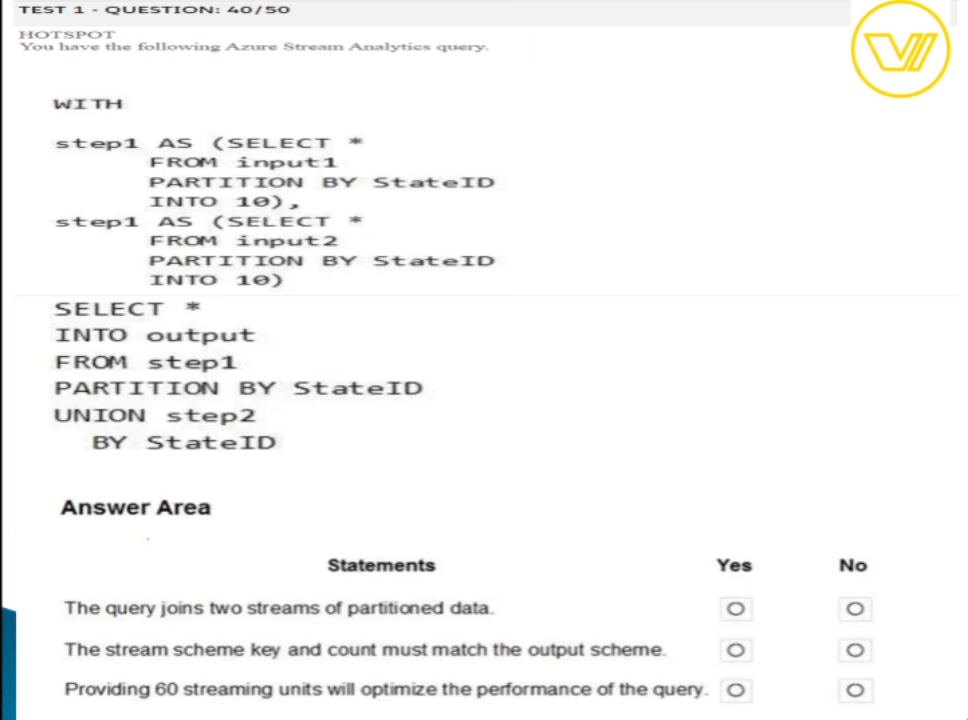 TEST 1 - QUESTION: 40/50
HOTSPOT
You have the following Azure Stream Analytics query.
WITH
step1 AS (SELECT *
FROM input1
PARTITION BY StateID
INTO 10),
step1 AS (SELECT *
FROM input2
PARTITION BY StateID
INTO 10)
SELECT *
INTO output
FROM step1
PARTITION BY StateID
UNION step2
BY StateID
Answer Area
Statements Yes No
The query joins two streams of partitioned data.
The stream scheme key and count must match the output scheme.
Providing 60 streaming units will optimize the performance of the query.